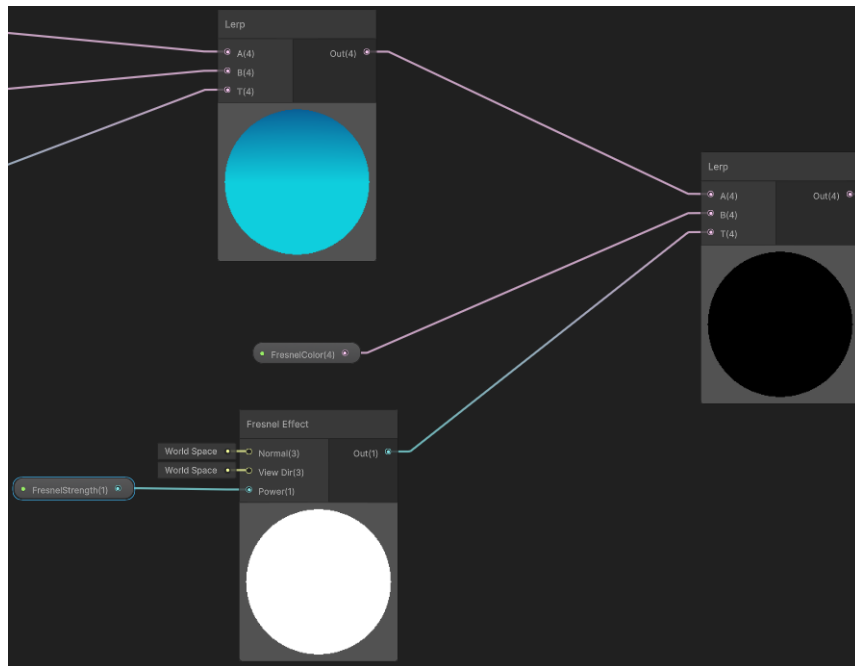 Lerp
A(4)
Out(4)
B(4)
T(4)
Lerp
A(4)
Out(4)
B(4)
T(4)
FresnelColor(4)
Fresnel Effect
World Space
Normal(3)
Out(1)
World Space
View Dir(3)
FresnelStrength(1)
Power(1)